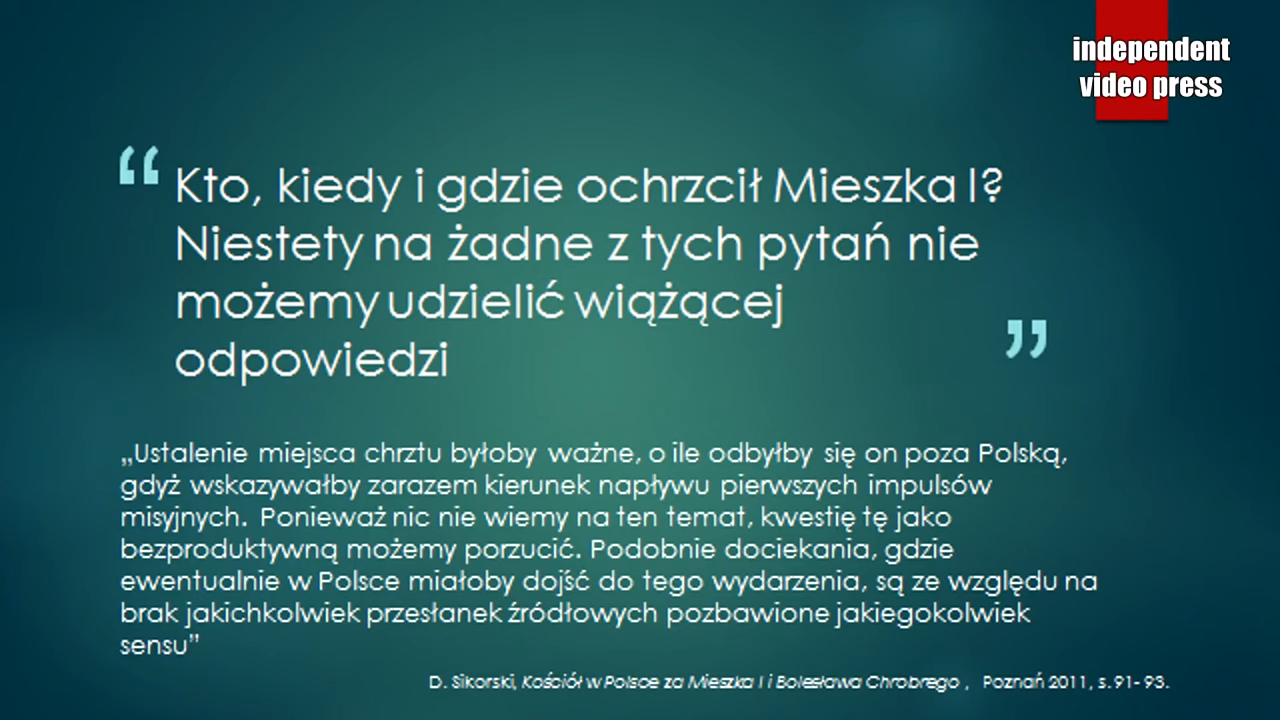 independent
video press
“ Kto, kiedy i gdzie ochrzcił Mieszka I?
Niestety na żadne z tych pytań nie
możemy udzielić wiążącej
odpowiedzi ”
„Ustalenie miejsca chrztu byłoby ważne, o ile odbyłby się on poza Polską,
gdyż wskazywałby zarazem kierunek napływu pierwszych impulsów
misyjnych. Ponieważ nic nie wiemy na ten temat, kwestię tę jako
bezproduktywną możemy porzucić. Podobnie dociekania, gdzie
ewentualnie w Polsce miałoby dojść do tego wydarzenia, są ze względu na
brak jakichkolwiek przesłanek źródłowych pozbawione jakiegokolwiek
sensu”
D. Sikorski, Kościół w Polsce za Mieszka I i Bolesława Chrobrego , Poznań 2011, s. 91- 93.